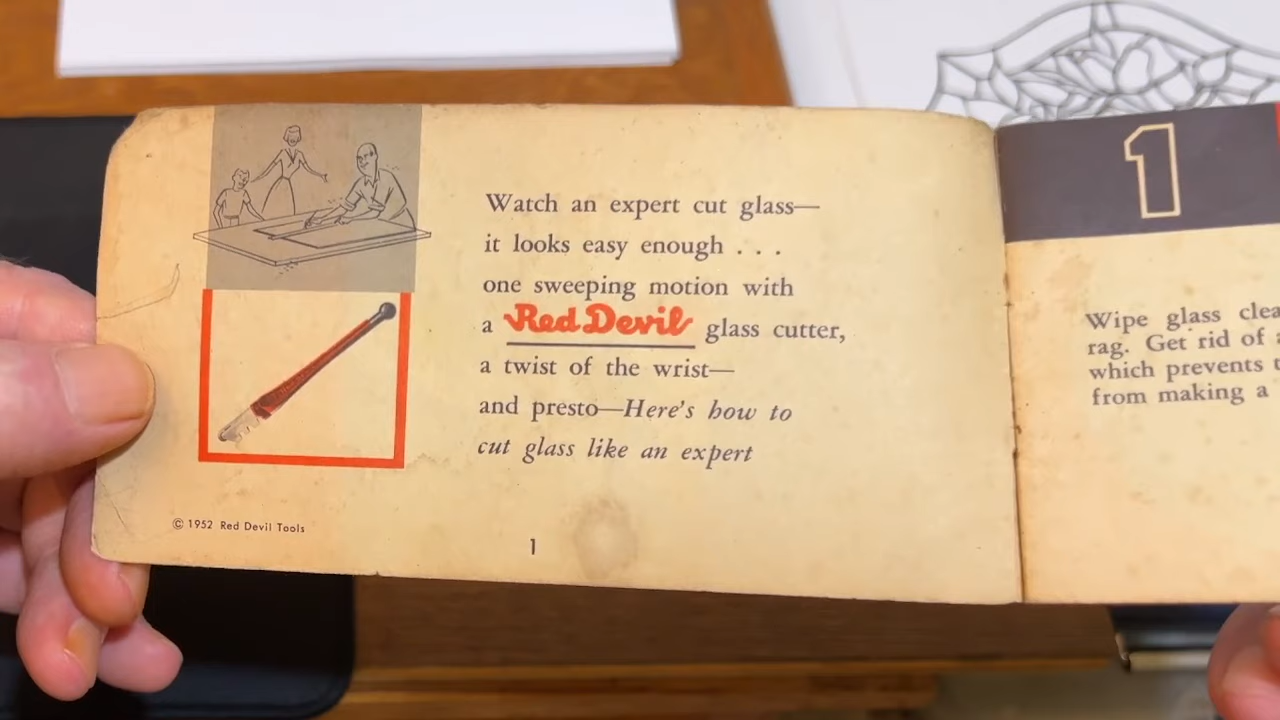 Watch an expert cut glass—
it looks easy enough . . .
one sweeping motion with
a Red Devil glass cutter,
a twist of the wrist—
and presto—Here's how to
cut glass like an expert
© 1952 Red Devil Tools
1
1
Wipe glass
rag. Get rid of
which prevents
from making a